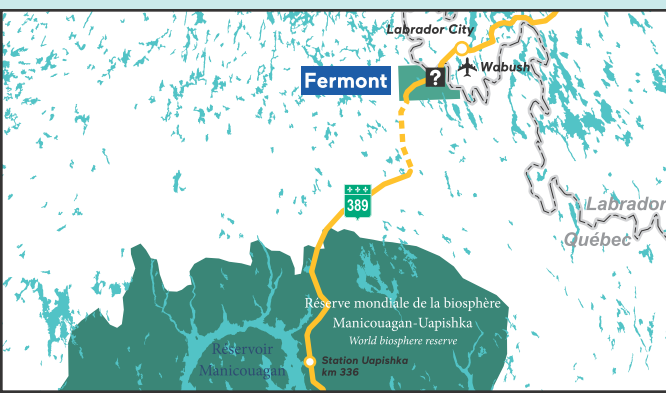 Labrador City
Wabush
?
Fermont
389
Labrador
Québec
Réserve mondiale de la biosphère
Manicouagan-Uapishka
World biosphere reserve
Réservoir
Manicouagan
Station Uapishka
km 336